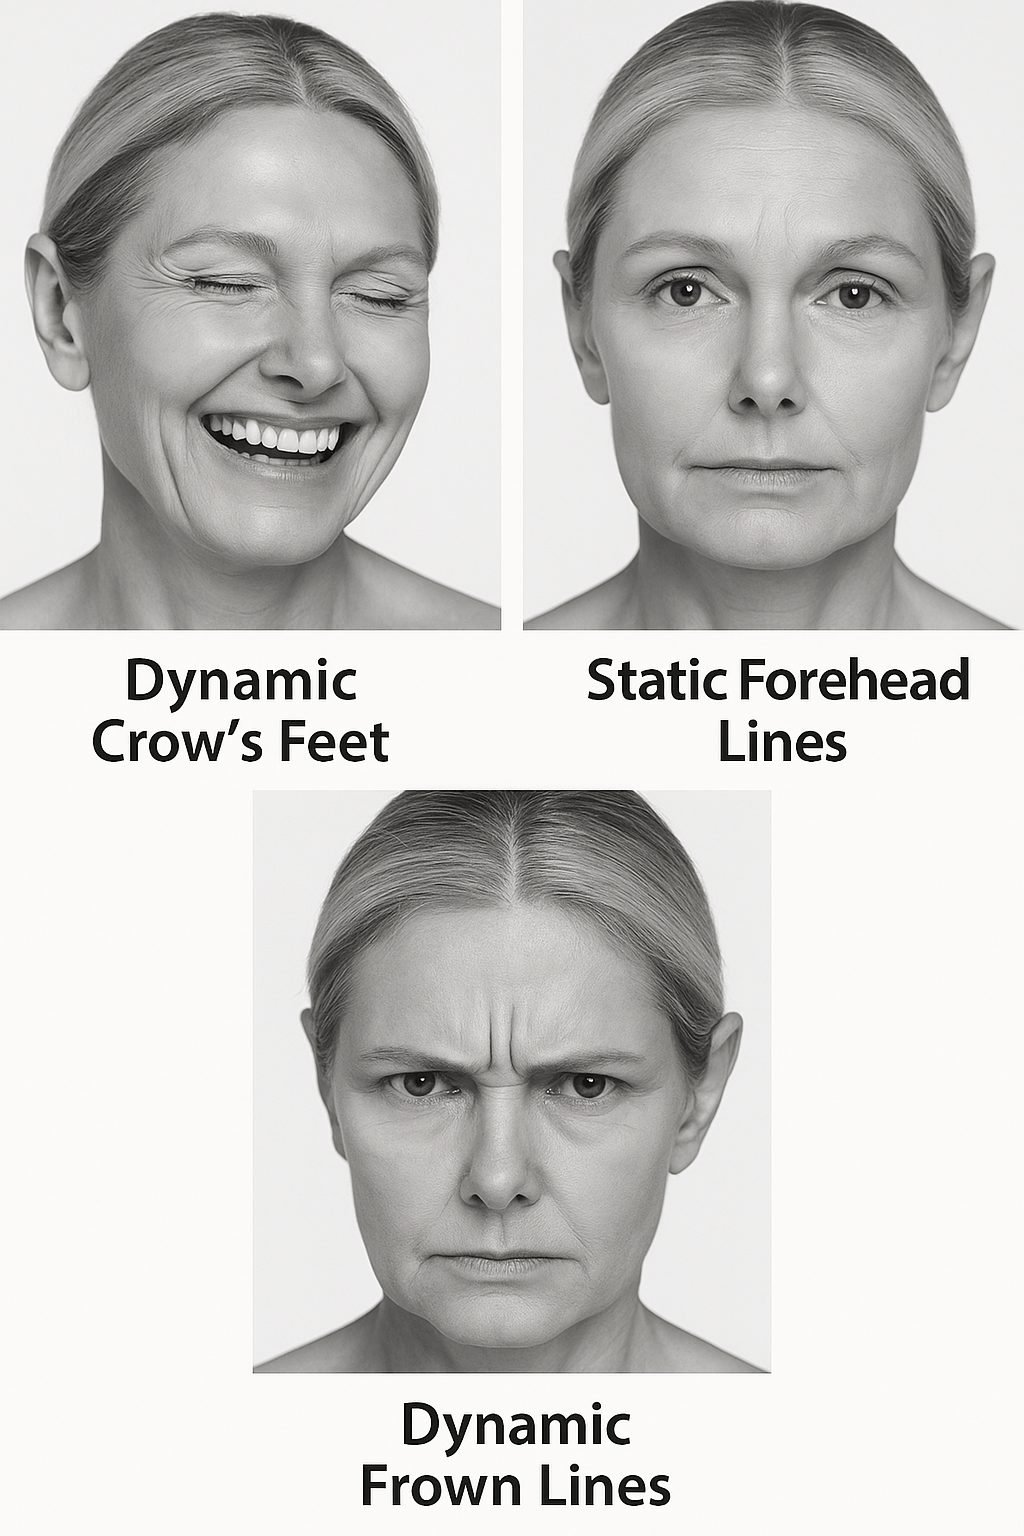 Dynamic
Crow’s Feet
Static Forehead
Lines
Dynamic
Frown Lines